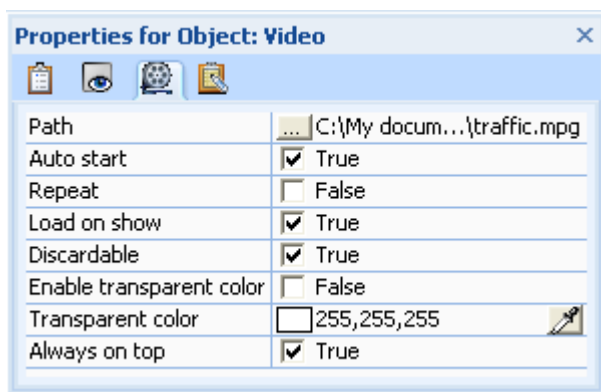 Properties for Object: Video
Path ... C:\My docum...\traffic.mpg
Auto start True
Repeat False
Load on show True
Discardable True
Enable transparent color False
Transparent color 255,255,255
Always on top True